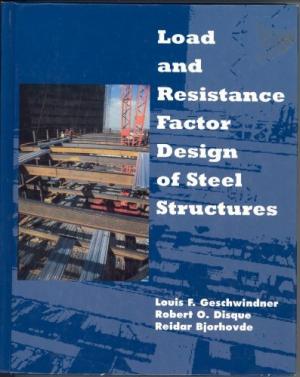 Load
and
Resistance
Factor
Design
of Steel
Structures
Louis F. Geschwindner
Robert O. Disque
Reidar Bjorhovde